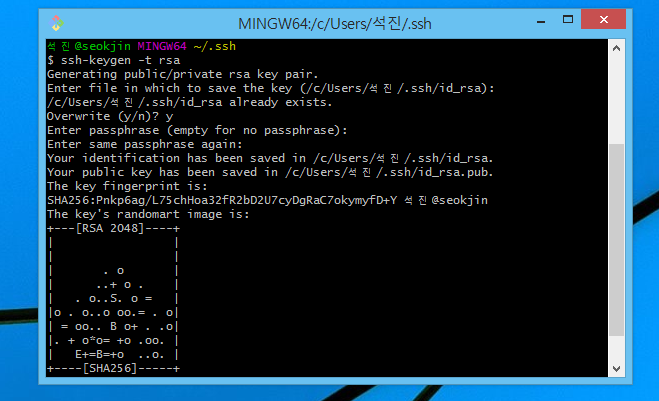 MINGW64:/c/Users/석진/.ssh
석진@seokjin MINGW64 ~/.ssh
$ ssh-keygen -t rsa
Generating public/private rsa key pair.
Enter file in which to save the key (/c/Users/석진/.ssh/id_rsa):
/c/Users/석진/.ssh/id_rsa already exists.
Overwrite (y/n)? y
Enter passphrase (empty for no passphrase):
Enter same passphrase again:
Your identification has been saved in /c/Users/석진/.ssh/id_rsa.
Your public key has been saved in /c/Users/석진/.ssh/id_rsa.pub.
The key fingerprint is:
SHA256:Pnkp6ag/L75chHoa32fR2bD2U7cyDgRaC7okymyfD+Y 석진@seokjin
The key's randomart image is:
+---[RSA 2048]----+
|                 |
|                 |
|       . o       |
|      ..+ o .    |
|   . o..S. o =   |
|o . o..o oo.= . o|
| = oo.. B o+ . .o|
|. + o*o= +o .oo. |
|   E+=B=+o  ..o. |
+----[SHA256]-----+